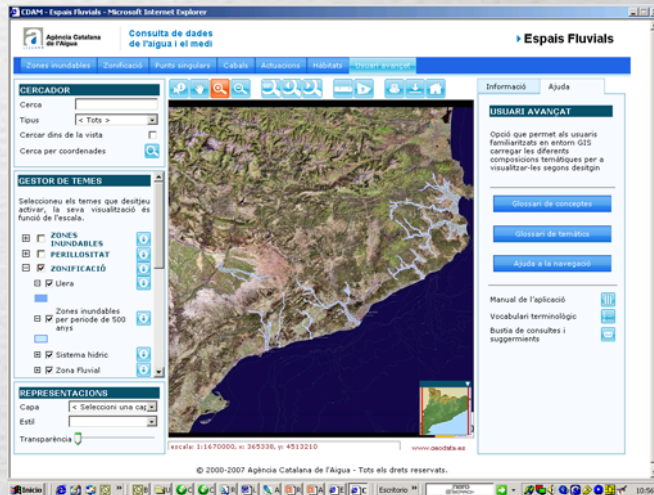 CDAM - Espais Fluvials - Microsoft Internet Explorer
Agència Catalana
de l'Aigua
Consulta de dades
de l'aigua i el medi
Espais Fluvials
Zones inundables
Zonificació
Punts singulars
Cabals
Actuacions
Hàbitats
Usuari avançat
CERCADOR
Cerca
Tipus
< Tots >
Cercar dins de la vista
Cerca per coordenades
GESTOR DE TEMES
Seleccioneu els temes que desitjeu
activar, la seva visualització és
funció de l'escala.
ZONES
INUNDABLES
PERILLOSITAT
ZONIFICACIÓ
Llera
Zones inundables
per periode de 500
anys
Sistema hídric
Zona Fluvial
REPRESENTACIONS
Capa
< Seleccioni una cap
Estil
Transparència
escala: 1:1670000, x: 365338, y: 4513210
www.geodata.es
Informació
Ajuda
USUARI AVANÇAT
Opció que permet als usuaris
familiaritzats en entorn GIS
carregar les diferents
composicions temàtiques per a
visualitzar-les segons desitgin
Glossari de conceptes
Glossari de temàtics
Ajuda a la navegació
Manual de l'aplicació
Vocabulari terminològic
Bustia de consultes i
suggerments
© 2000-2007 Agència Catalana de l'Aigua - Tots els drets reservats.
Inicio
Escritorio
10:56